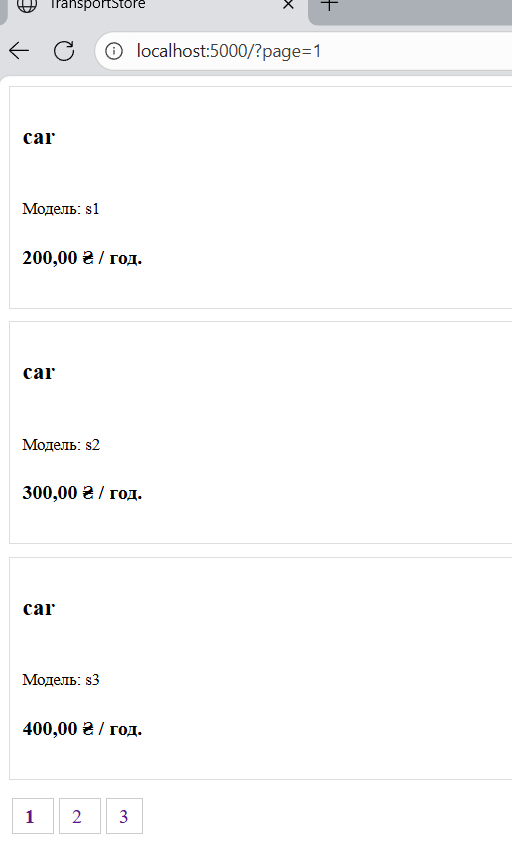 TransportStore
localhost:5000/?page=1
car
Модель: s1
200,00 ₴ / год.
car
Модель: s2
300,00 ₴ / год.
car
Модель: s3
400,00 ₴ / год.
1 2 3